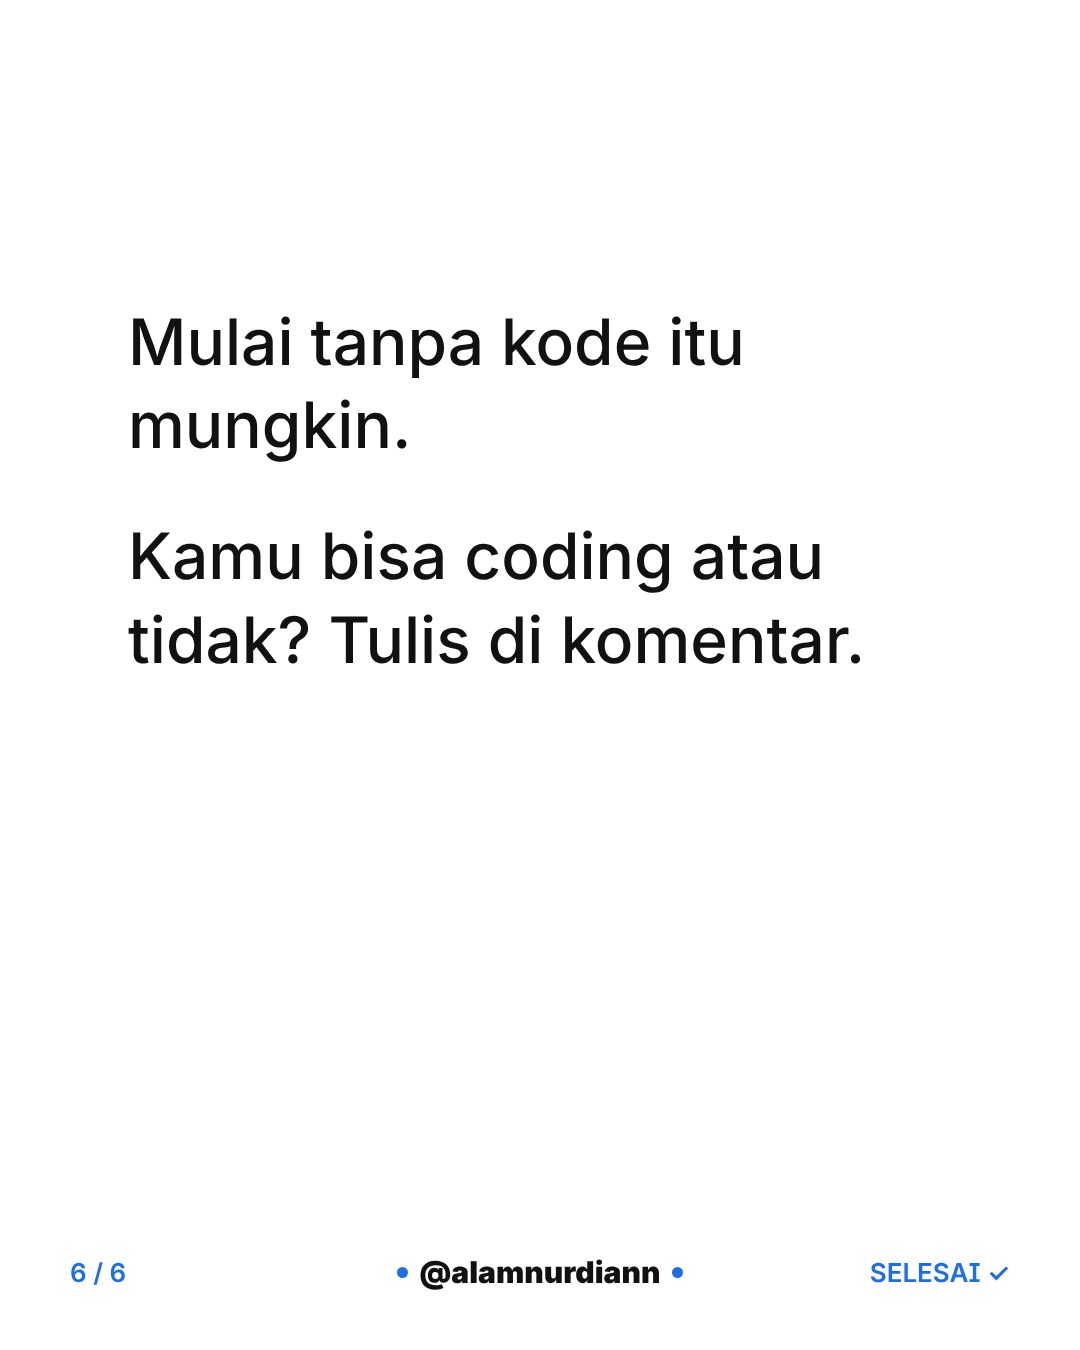 Mulai tanpa kode itu
mungkin.
Kamu bisa coding atau
tidak? Tulis di komentar.
6 / 6
• @alamnurdiann •
SELESAI ✓